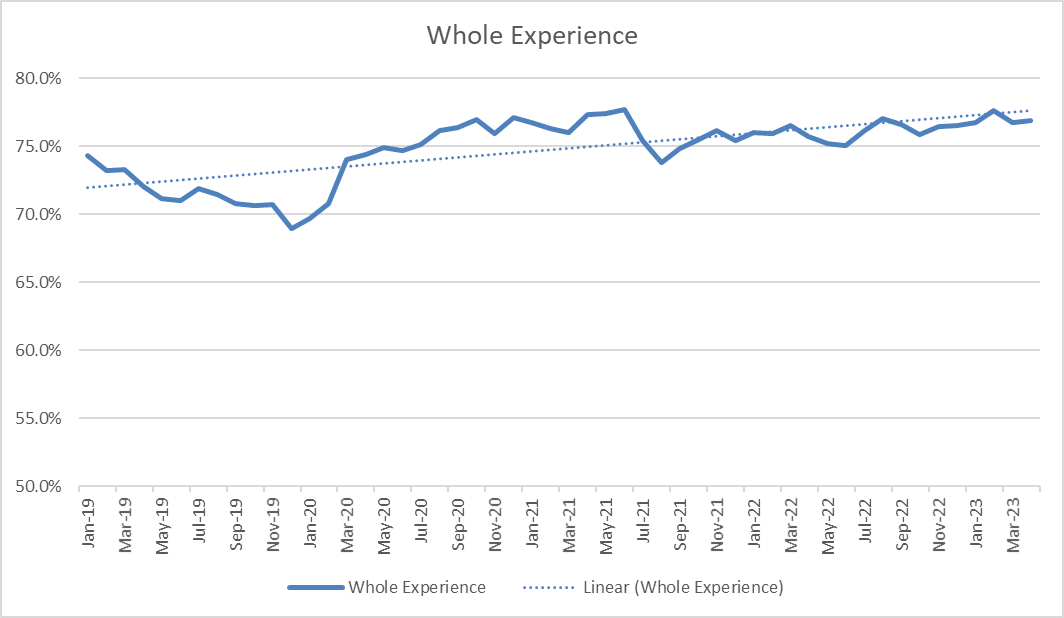 Whole Experience
80.0%
75.0%
70.0%
65.0%
60.0%
55.0%
50.0%
Jan-19
Mar-19
May-19
Jul-19
Sep-19
Nov-19
Jan-20
Mar-20
May-20
Jul-20
Sep-20
Nov-20
Jan-21
Mar-21
May-21
Jul-21
Sep-21
Nov-21
Jan-22
Mar-22
May-22
Jul-22
Sep-22
Nov-22
Jan-23
Mar-23
Whole Experience
Linear (Whole Experience)